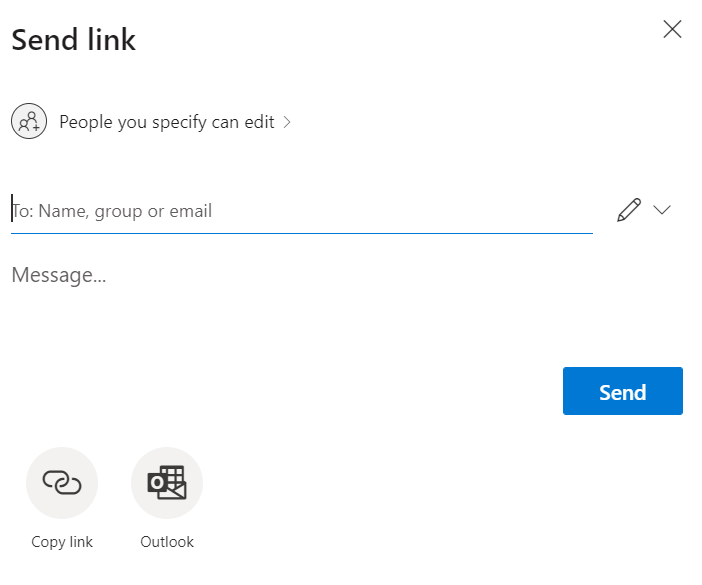 Send link
People you specify can edit
To: Name, group or email
Message...
Send
Copy link
Outlook